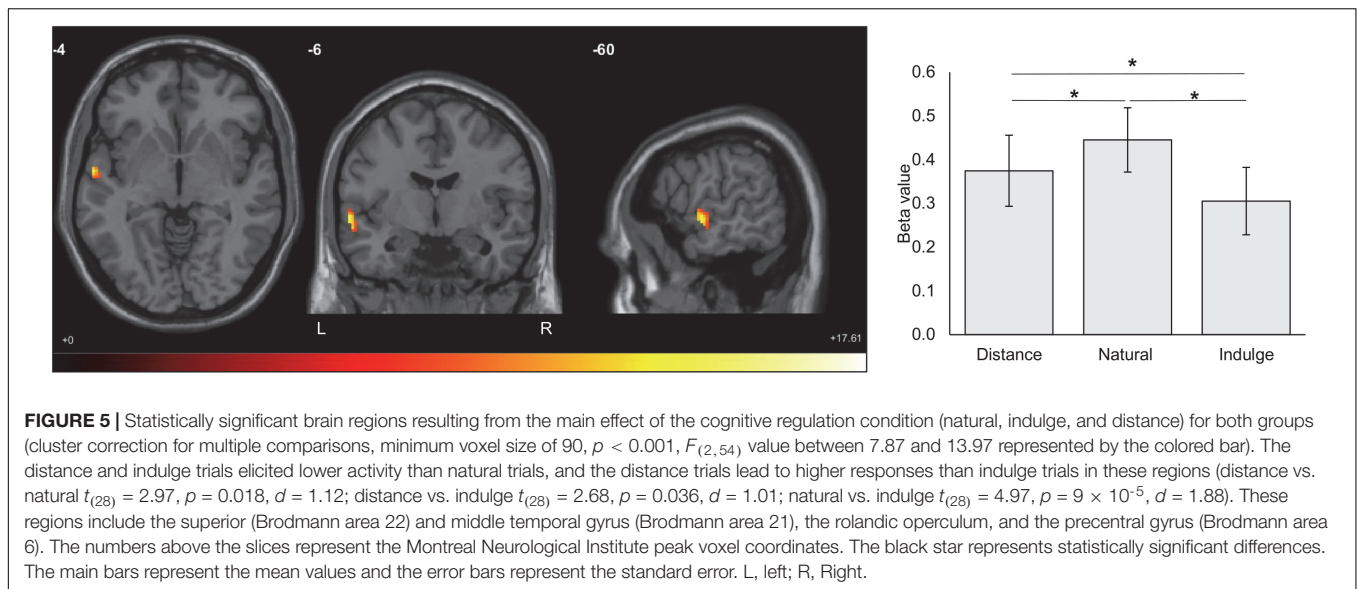 -4
-6
-60
L
R
+0
+17.61
*
*
*
0.6
0.5
0.4
0.3
0.2
0.1
0.0
Beta value
Distance
Natural
Indulge
FIGURE 5 | Statistically significant brain regions resulting from the main effect of the cognitive regulation condition (natural, indulge, and distance) for both groups
(cluster correction for multiple comparisons, minimum voxel size of 90, p < 0.001, F(2,54) value between 7.87 and 13.97 represented by the colored bar). The
distance and indulge trials elicited lower activity than natural trials, and the distance trials lead to higher responses than indulge trials in these regions (distance vs.
natural t(28) = 2.97, p = 0.018, d = 1.12; distance vs. indulge t(28) = 2.68, p = 0.036, d = 1.01; natural vs. indulge t(28) = 4.97, p = 9 × 10-5, d = 1.88). These
regions include the superior (Brodmann area 22) and middle temporal gyrus (Brodmann area 21), the rolandic operculum, and the precentral gyrus (Brodmann area
6). The numbers above the slices represent the Montreal Neurological Institute peak voxel coordinates. The black star represents statistically significant differences.
The main bars represent the mean values and the error bars represent the standard error. L, left; R, Right.